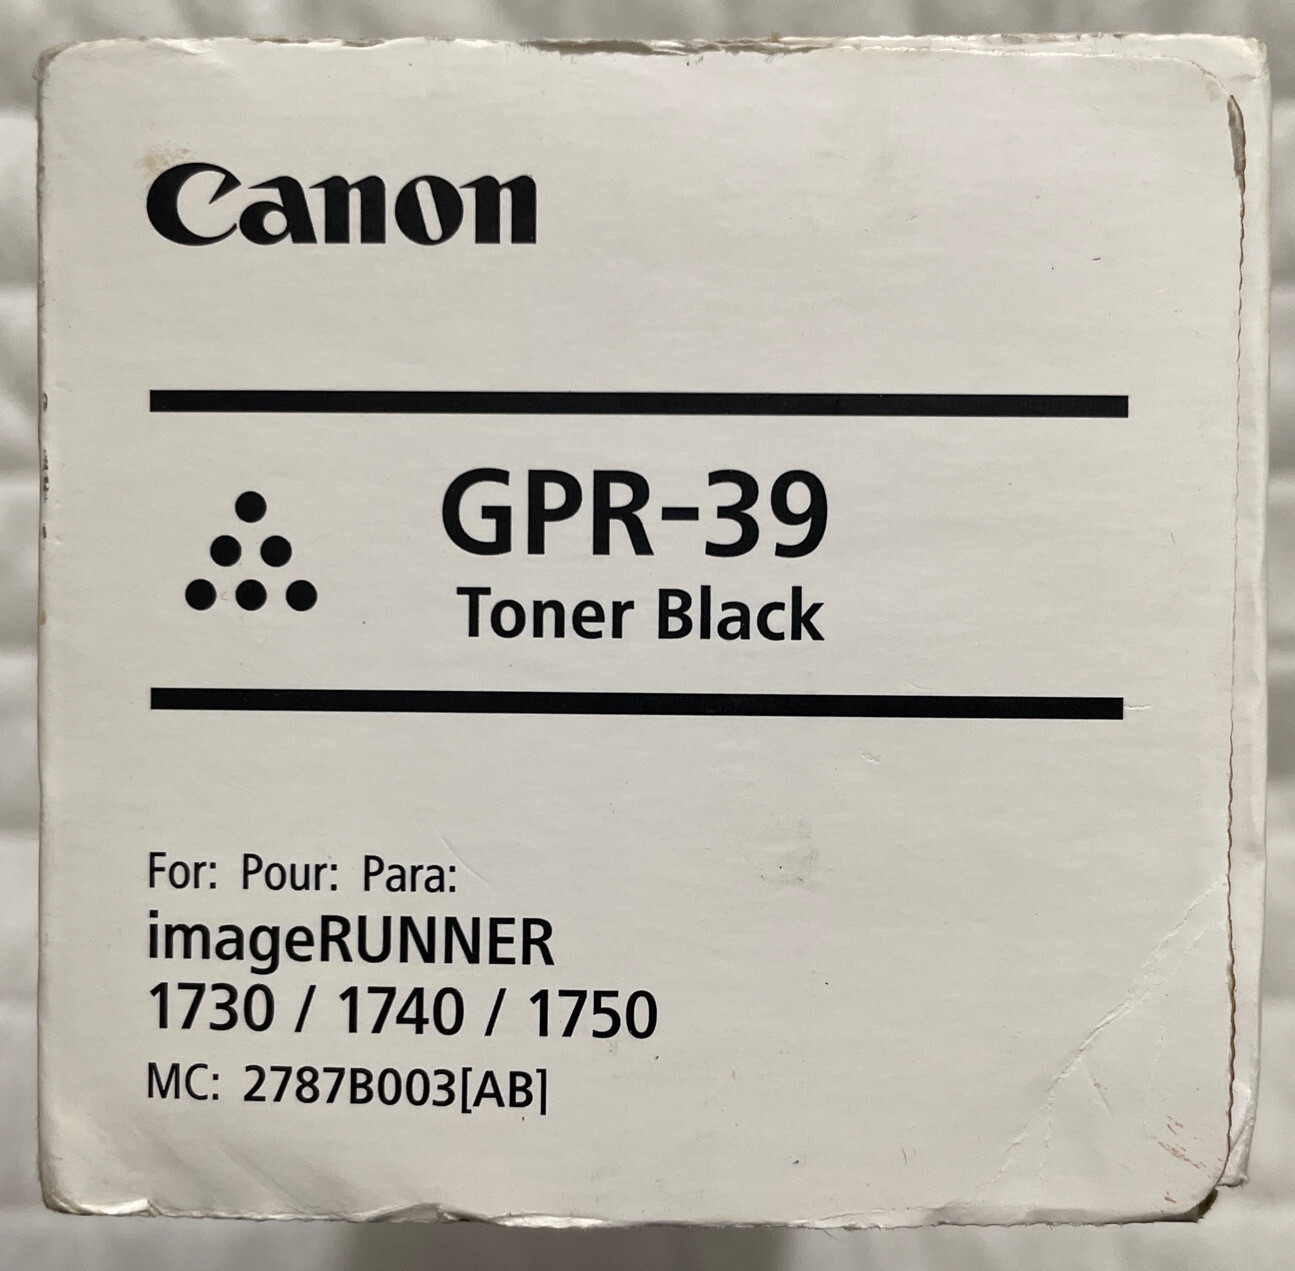 Canon
GPR-39
Toner Black
For: Pour: Para:
imageRUNNER
1730 / 1740 / 1750
MC: 2787B003[AB]